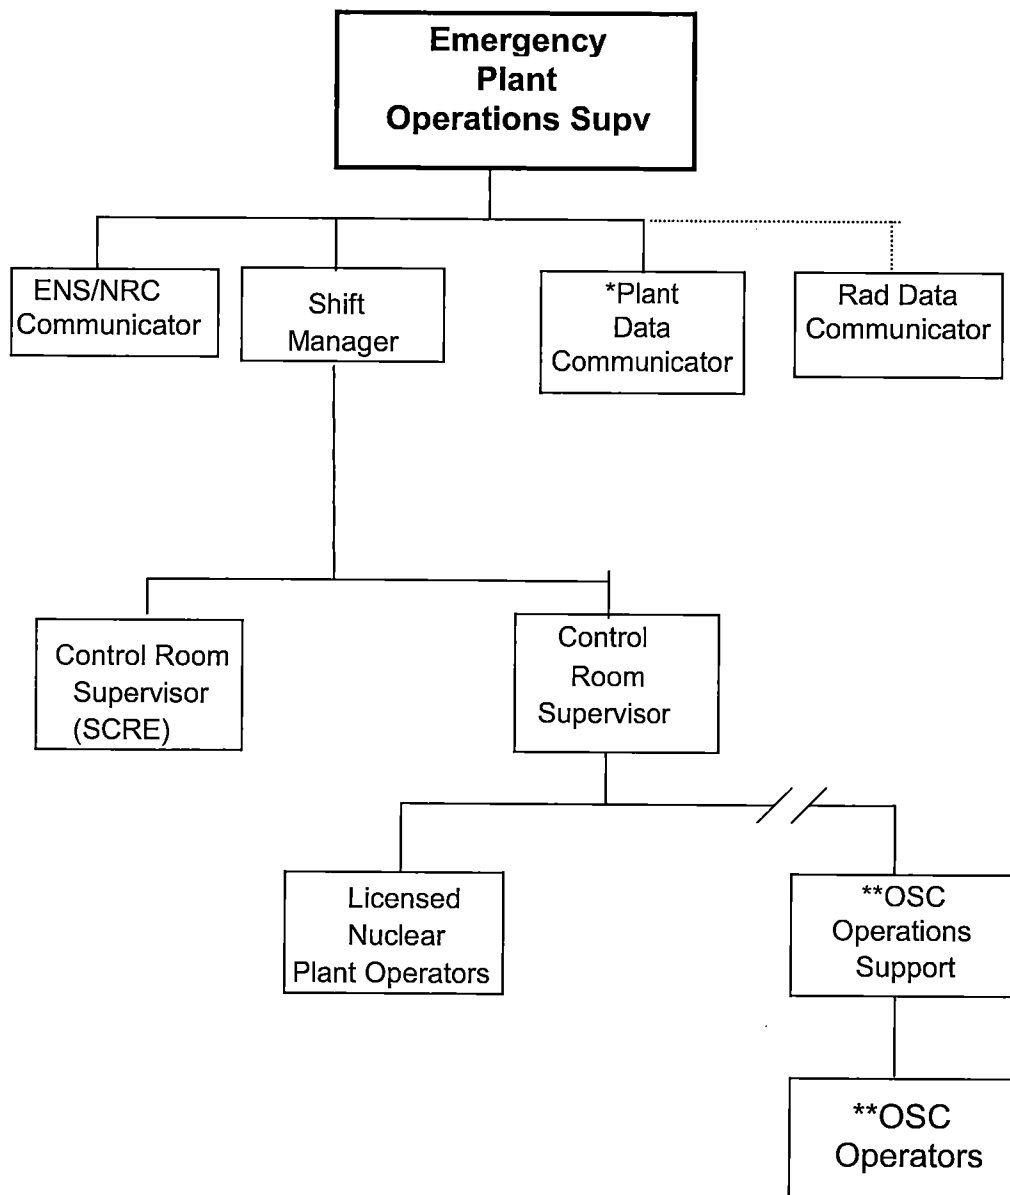 Emergency
Plant
Operations Supv
ENS/NRC
Communicator
Shift
Manager
*Plant
Data
Communicator
Rad Data
Communicator
Control Room
Supervisor
(SCRE)
Control
Room
Supervisor
Licensed
Nuclear
Plant Operators
**OSC
Operations
Support
**OSC
Operators